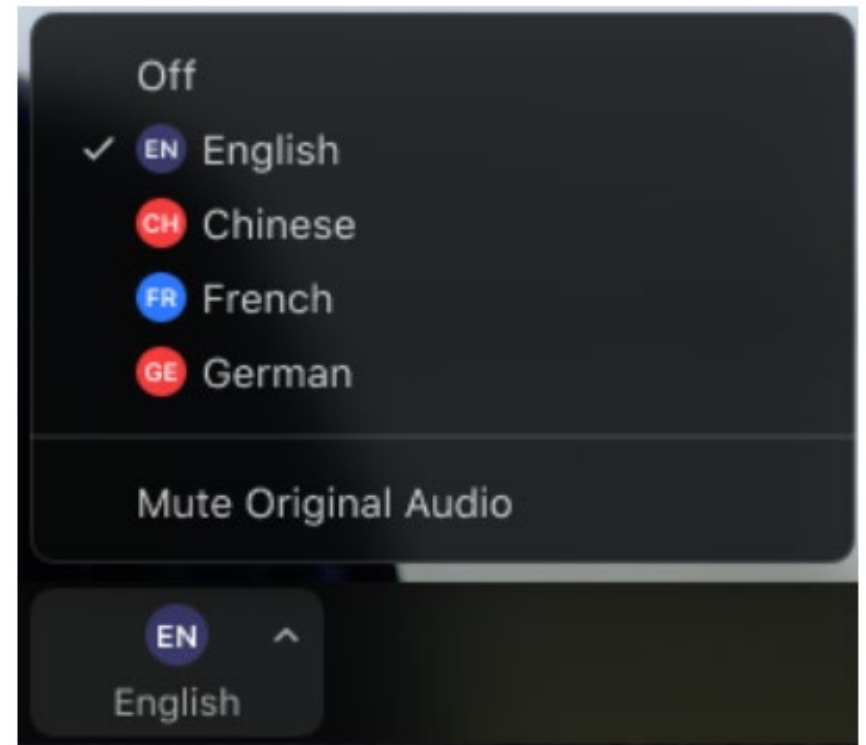 Off
EN English
CH Chinese
FR French
GE German
Mute Original Audio
EN
English